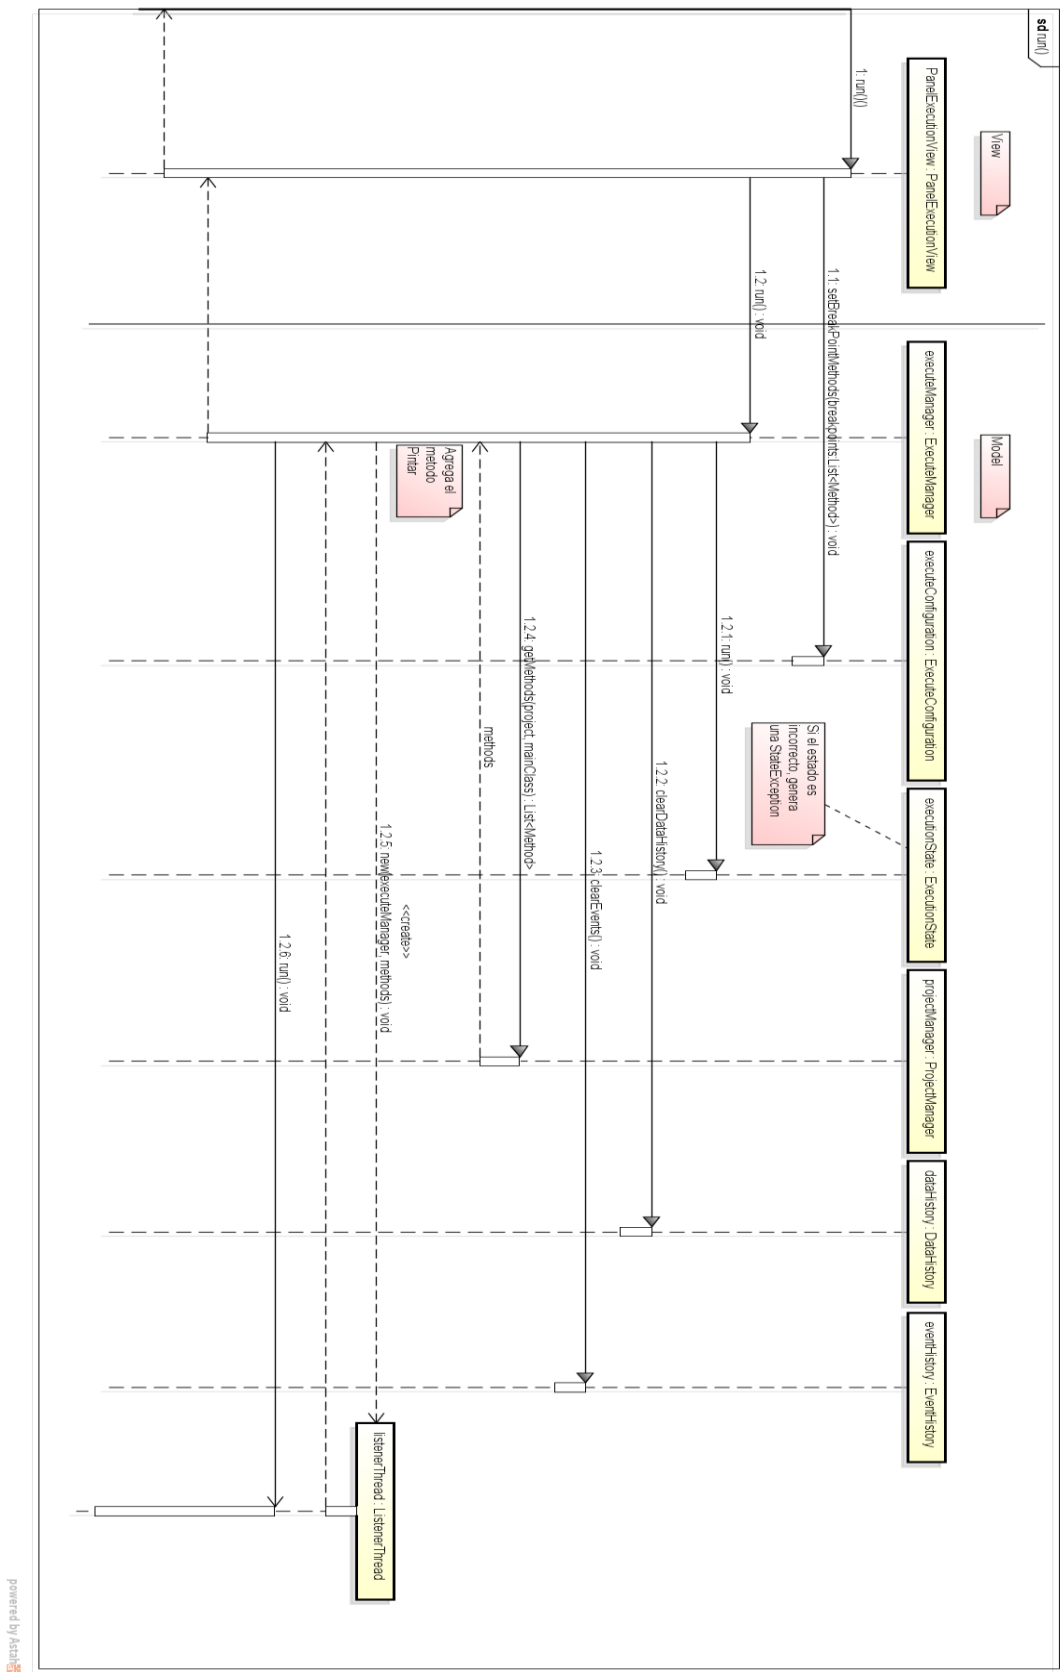 sd run()
View
Model
PanelExecutionView : PanelExecutionView
executeManager : ExecuteManager
executeConfiguration : ExecuteConfiguration
executionState : ExecutionState
projectManager : ProjectManager
dataHistory : DataHistory
eventHistory : EventHistory
1: run()()
1.1: setBreakPointMethods(breakpoints:List<Method>) : void
1.2: run() : void
Si el estado es
incorrecto, genera
una StateException
1.2.1: run() : void
1.2.2: clearDataHistory() : void
1.2.3: clearEvents() : void
1.2.4: getMethods(project, mainClass) : List<Method>
methods
Agrega el
metodo
Pintar
<<create>>
1.2.5: new(executeManager, methods) : void
listenerThread : ListenerThread
1.2.6: run() : void
powered by Astah